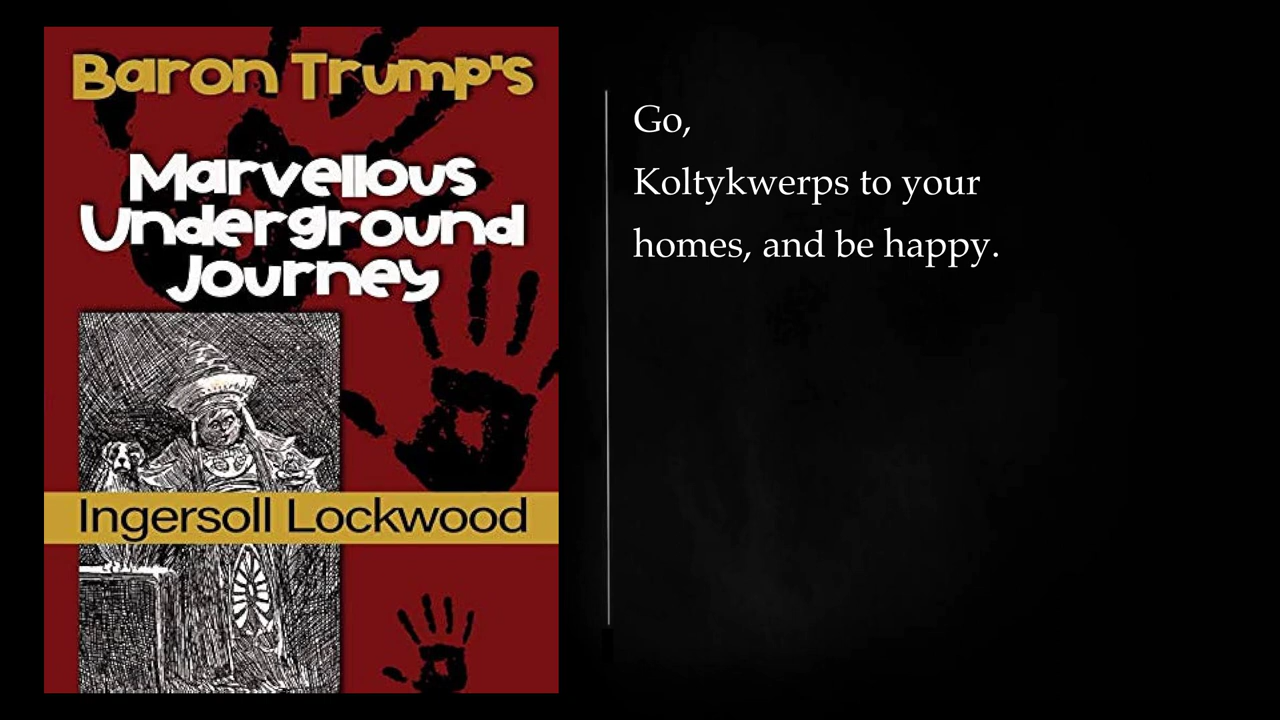 Baron Trump's
Marvellous
Underground
Journey
Ingersoll Lockwood
Go,
Koltykwerps to your
homes, and be happy.